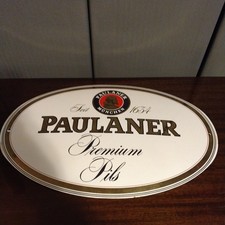 PAULANER
MÜNCHEN
Seit 1634
PAULANER
Premium
Pils